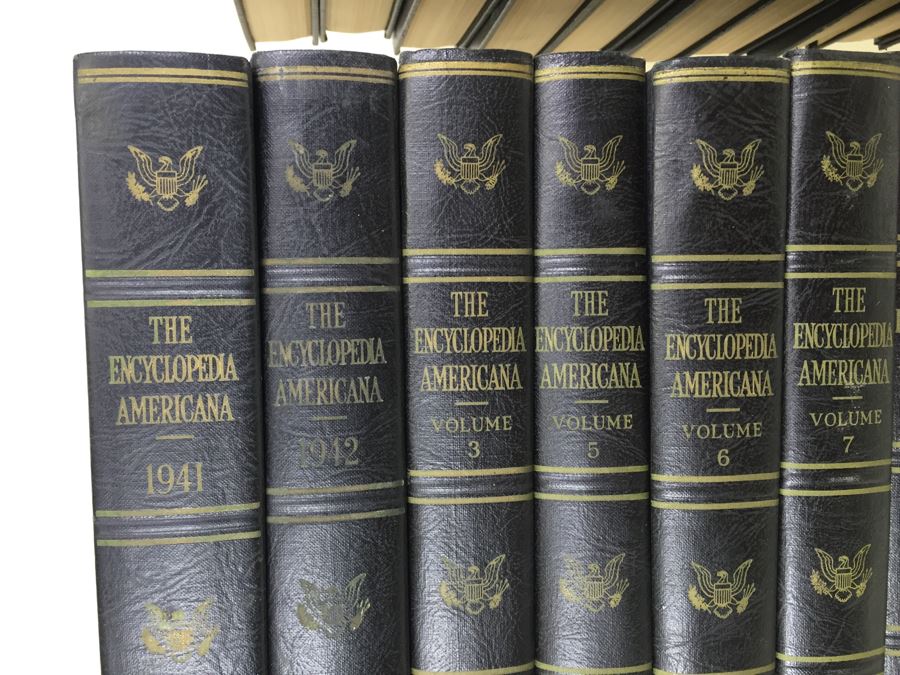 THE
ENCYCLOPEDIA
AMERICANA
1941
THE
ENCYCLOPEDIA
AMERICANA
1942
THE
ENCYCLOPEDIA
AMERICANA
VOLUME
3
THE
ENCYCLOPEDIA
AMERICANA
VOLUME
5
THE
ENCYCLOPEDIA
AMERICANA
VOLUME
6
THE
ENCYCLOPEDIA
AMERICANA
VOLUME
7